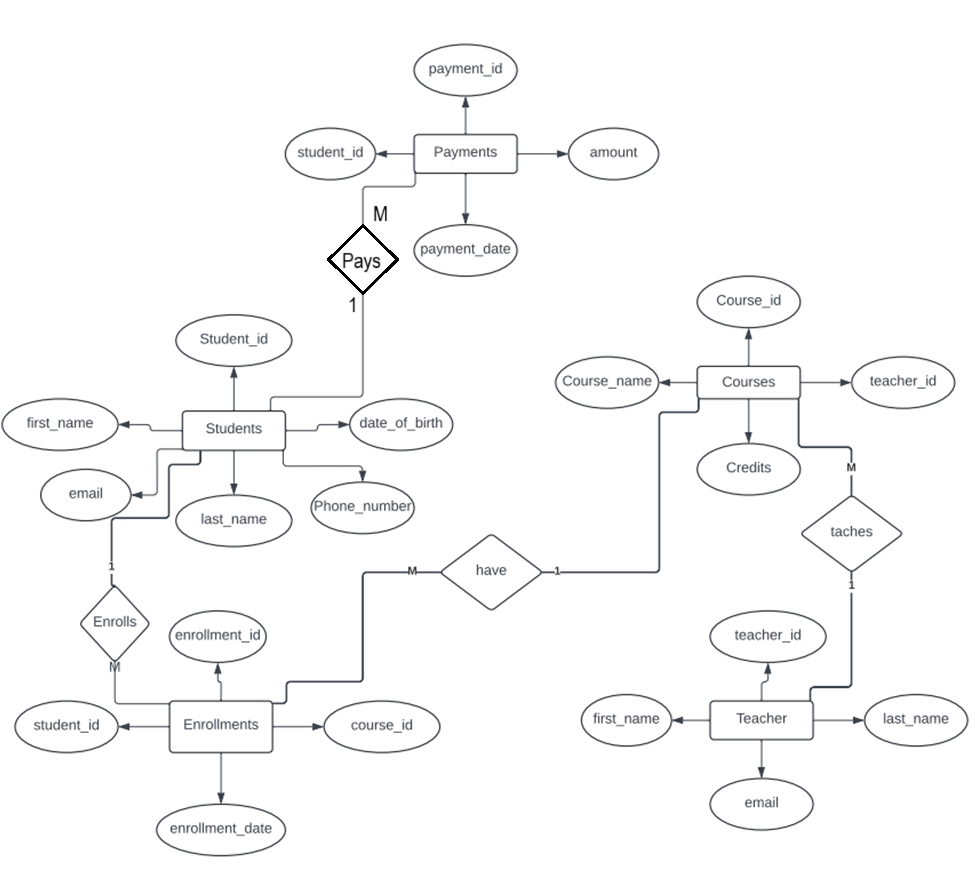 payment_id
student_id
Payments
amount
M
payment_date
Pays
1
Course_id
Student_id
Course_name
Courses
teacher_id
first_name
Students
date_of_birth
Credits
M
email
last_name
Phone_number
taches
1
M
have
1
1
Enrolls
enrollment_id
teacher_id
M
student_id
Enrollments
course_id
first_name
Teacher
last_name
email
enrollment_date